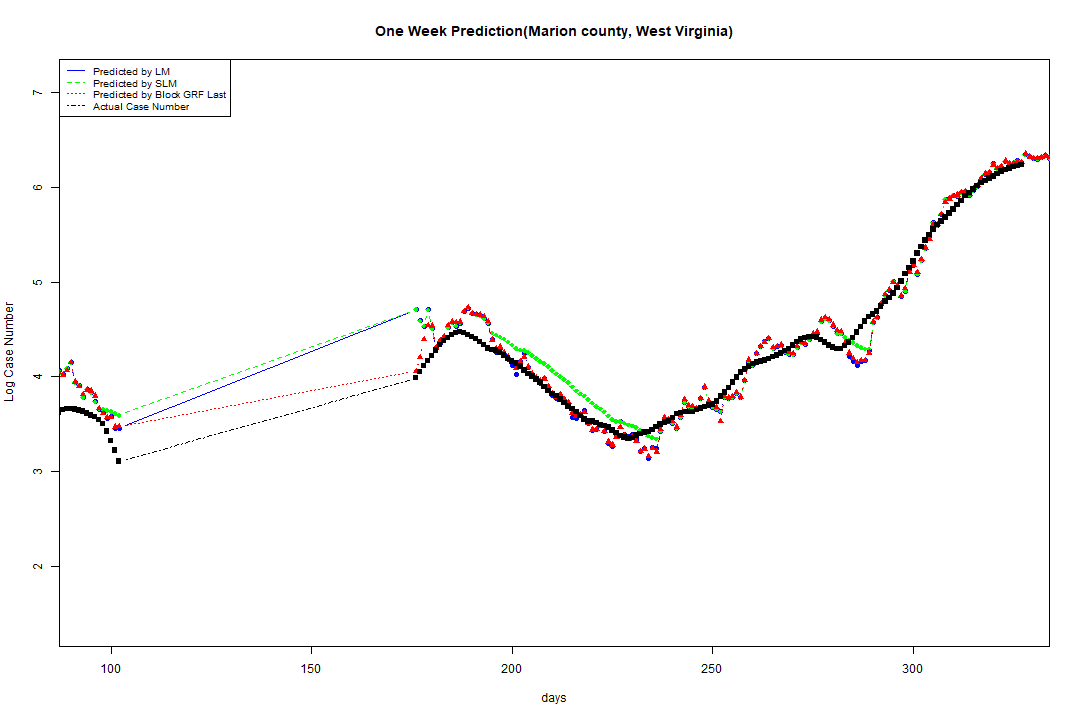 One Week Prediction(Marion county, West Virginia)
Predicted by LM
Predicted by SLM
Predicted by Block GRF Last
Actual Case Number
7
6
5
4
3
2
Log Case Number
100 150 200 250 300
days